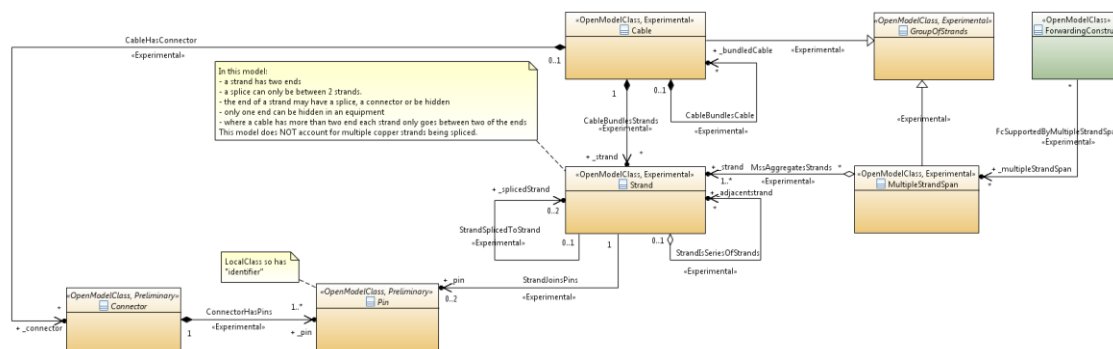 «OpenModelClass, Experimental»
Cable
«OpenModelClass, Experimental»
GroupOfStrands
«OpenModelClass»
ForwardingConstru
CableHasConnector
«Experimental»
0..1
+ _bundledCable
*
«Experimental»
In this model:
- a strand has two ends
- a splice can only be between 2 strands.
- the end of a strand may have a splice, a connector or be hidden
- only one end can be hidden in an equipment
- where a cable has more than two end each strand only goes between two of the ends
This model does NOT account for multiple copper strands being spliced.
1
0..1
CableBundlesStrands
«Experimental»
CableBundlesCable
«Experimental»
«Experimental»
*
FcSupportedByMultipleStrandSpa
«Experimental»
+ _strand
*
«OpenModelClass, Experimental»
Strand
+ _strand
1..*
MssAggregatesStrands
«Experimental»
*
«OpenModelClass, Experimental»
MultipleStrandSpan
+ _multipleStrandSpan
*
+ _adjacentstrand
*
+ _splicedStrand
0..2
StrandSplicedToStrand
«Experimental»
0..1
1
0..1
StrandIsSeriesOfStrands
«Experimental»
LocalClass so has
"identifier"
+ _pin
0..2
StrandJoinsPins
«Experimental»
«OpenModelClass, Preliminary»
Connector
*
+ _connector
ConnectorHasPins
«Experimental»
1
1..*
+ _pin
«OpenModelClass, Preliminary»
Pin